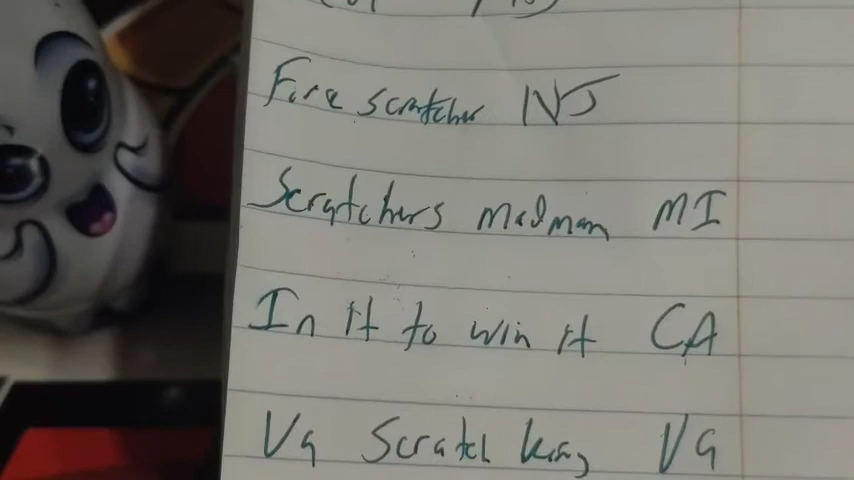 Fire scratcher NJ
Scratchers madman MI
In it to win it CA
Va Scratch king Va